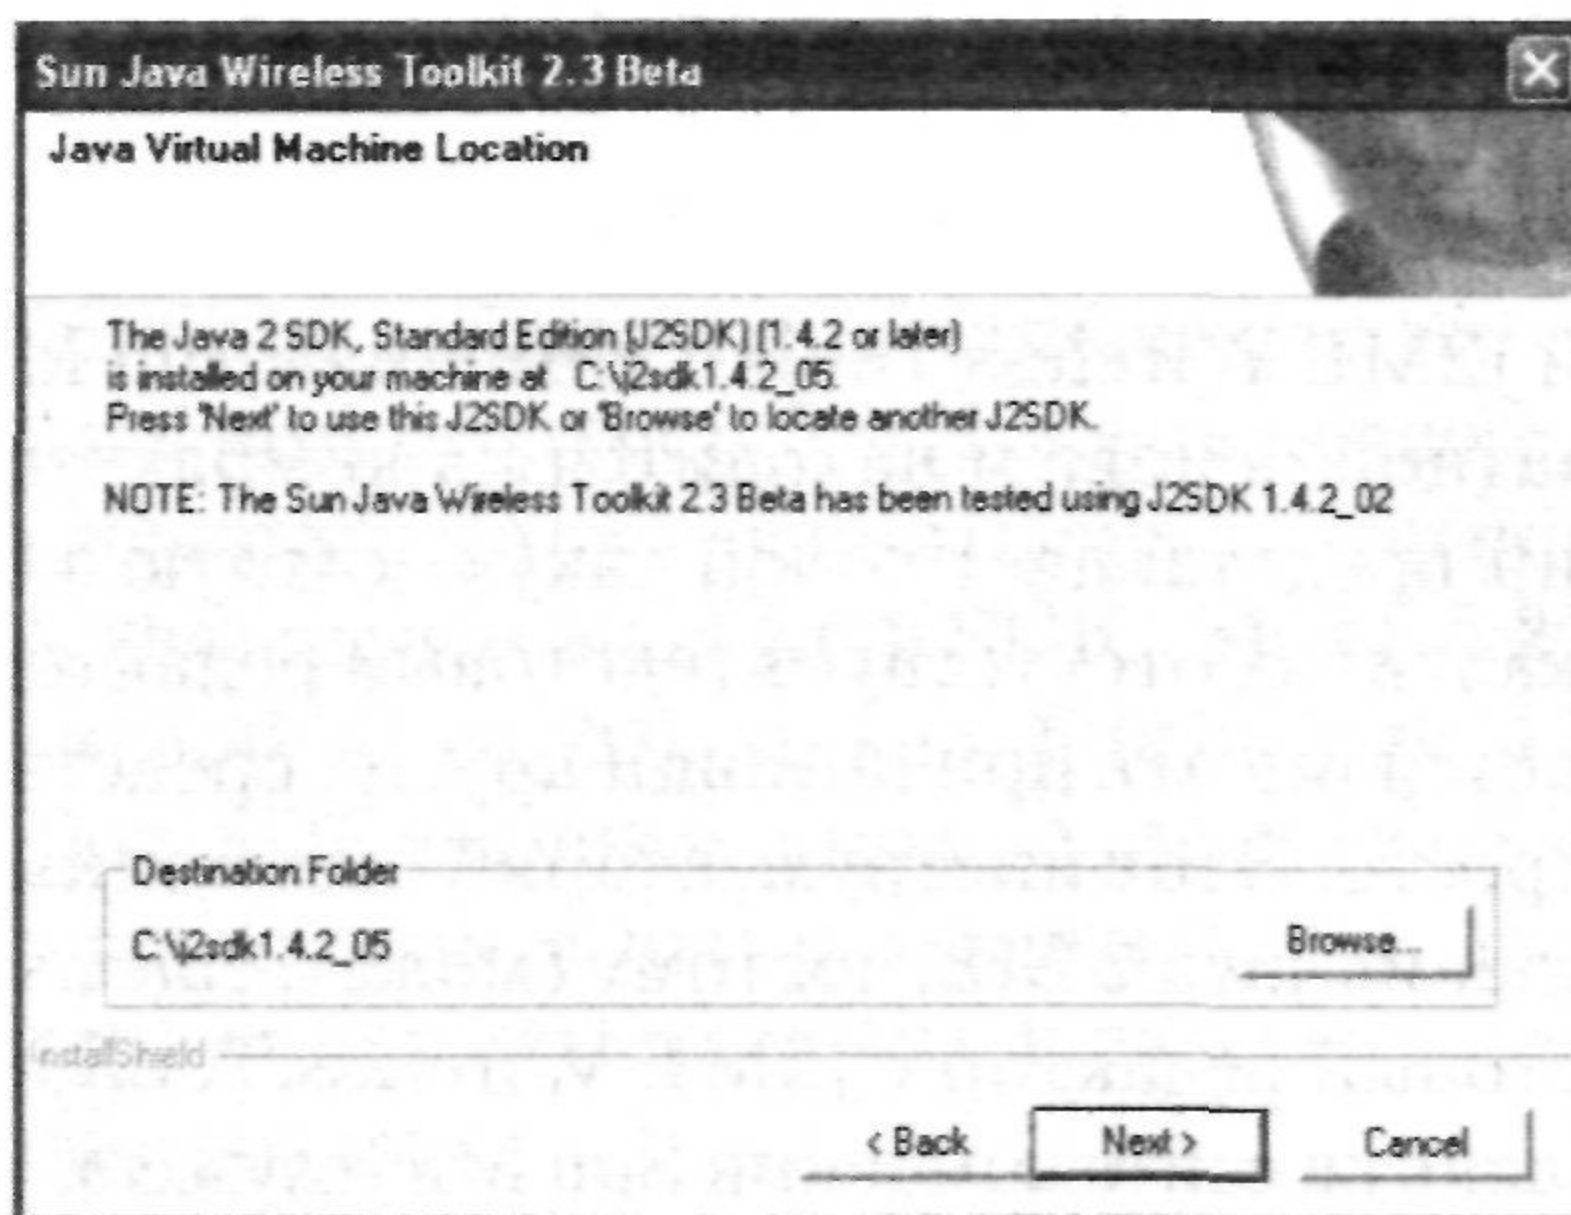 Sun Java Wireless Toolkit 2.3 Beta
Java Virtual Machine Location
The Java 2 SDK, Standard Edition (J2SDK) (1.4.2 or later)
is installed on your machine at C:\j2sdk1.4.2_05.
Press 'Next' to use this J2SDK or 'Browse' to locate another J2SDK.
NOTE: The Sun Java Wireless Toolkit 2.3 Beta has been tested using J2SDK 1.4.2_02
Destination Folder
C:\j2sdk1.4.2_05
Browse...
InstallShield
< Back Next > Cancel